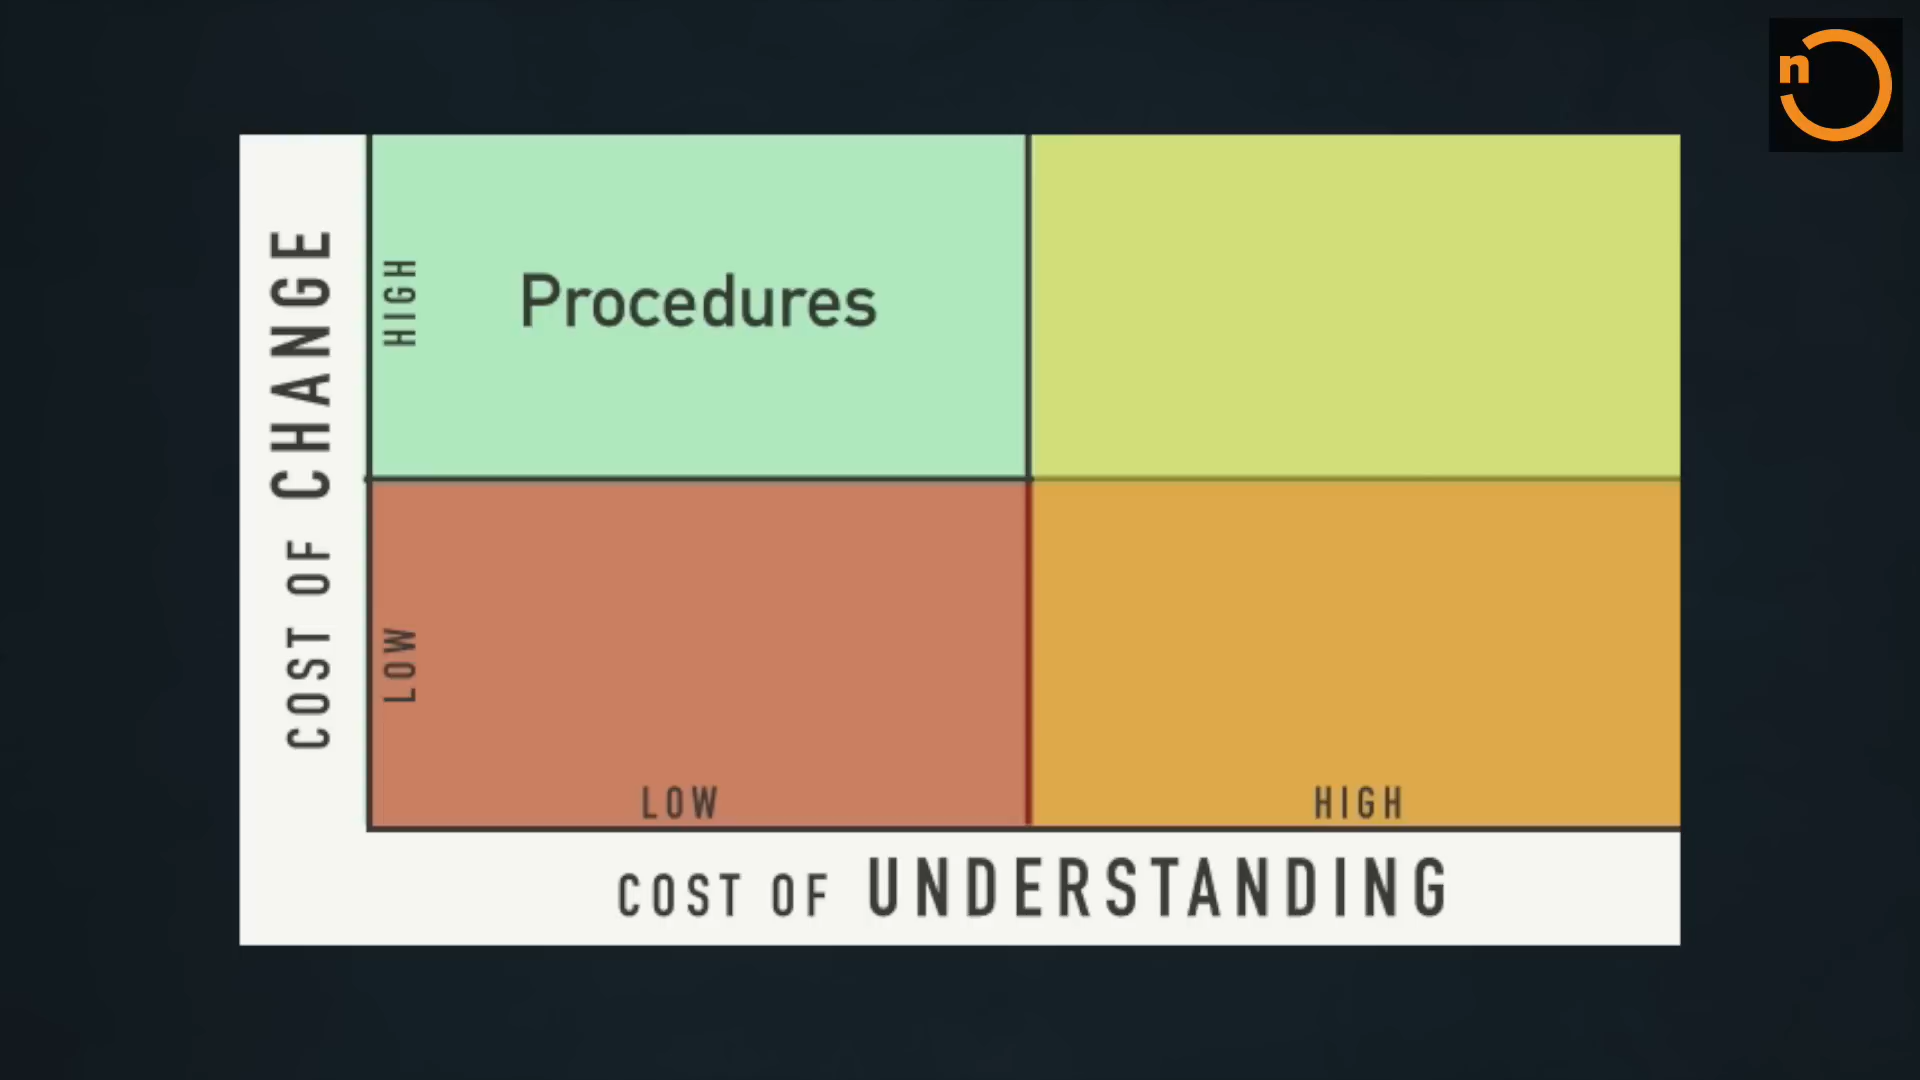 n
COST OF CHANGE
HIGH
Procedures
LOW
LOW
HIGH
COST OF UNDERSTANDING